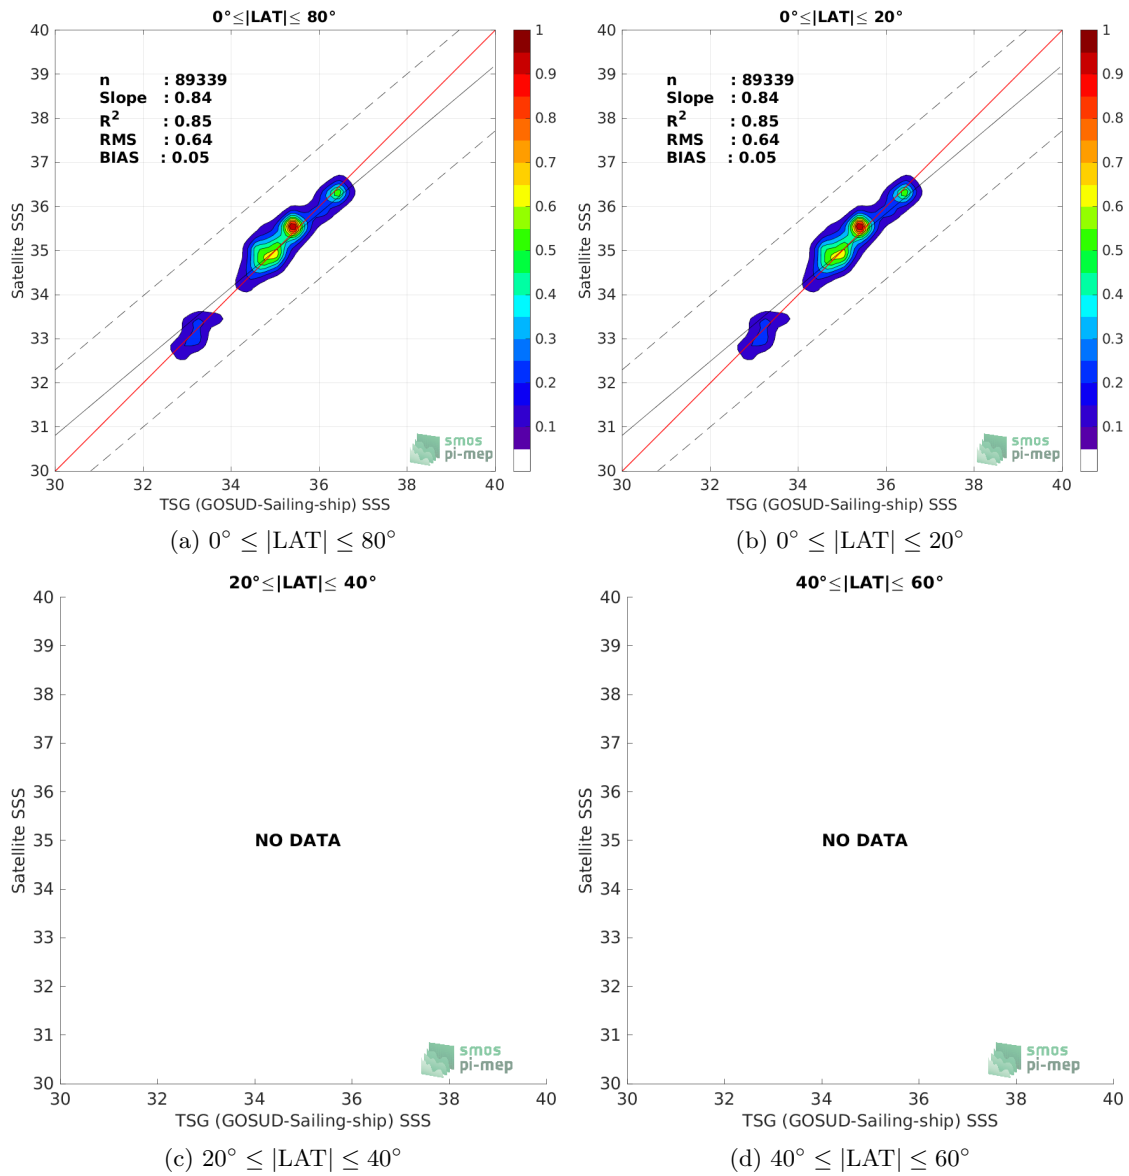 0°≤|LAT|≤ 80°
40
39
38
37
36
35
34
33
32
31
30
Satellite SSS
n : 89339
Slope : 0.84
R2 : 0.85
RMS : 0.64
BIAS : 0.05
smos
pi-mep
30 32 34 36 38 40
TSG (GOSUD-Sailing-ship) SSS
1
0.9
0.8
0.7
0.6
0.5
0.4
0.3
0.2
0.1
(a) 0° ≤ |LAT| ≤ 80°
0°≤|LAT|≤ 20°
40
39
38
37
36
35
34
33
32
31
30
Satellite SSS
n : 89339
Slope : 0.84
R2 : 0.85
RMS : 0.64
BIAS : 0.05
smos
pi-mep
30 32 34 36 38 40
TSG (GOSUD-Sailing-ship) SSS
1
0.9
0.8
0.7
0.6
0.5
0.4
0.3
0.2
0.1
(b) 0° ≤ |LAT| ≤ 20°
20°≤|LAT|≤ 40°
40
39
38
37
36
35
34
33
32
31
30
Satellite SSS
NO DATA
smos
pi-mep
30 32 34 36 38 40
TSG (GOSUD-Sailing-ship) SSS
(c) 20° ≤ |LAT| ≤ 40°
40°≤|LAT|≤ 60°
40
39
38
37
36
35
34
33
32
31
30
Satellite SSS
NO DATA
smos
pi-mep
30 32 34 36 38 40
TSG (GOSUD-Sailing-ship) SSS
(d) 40° ≤ |LAT| ≤ 60°